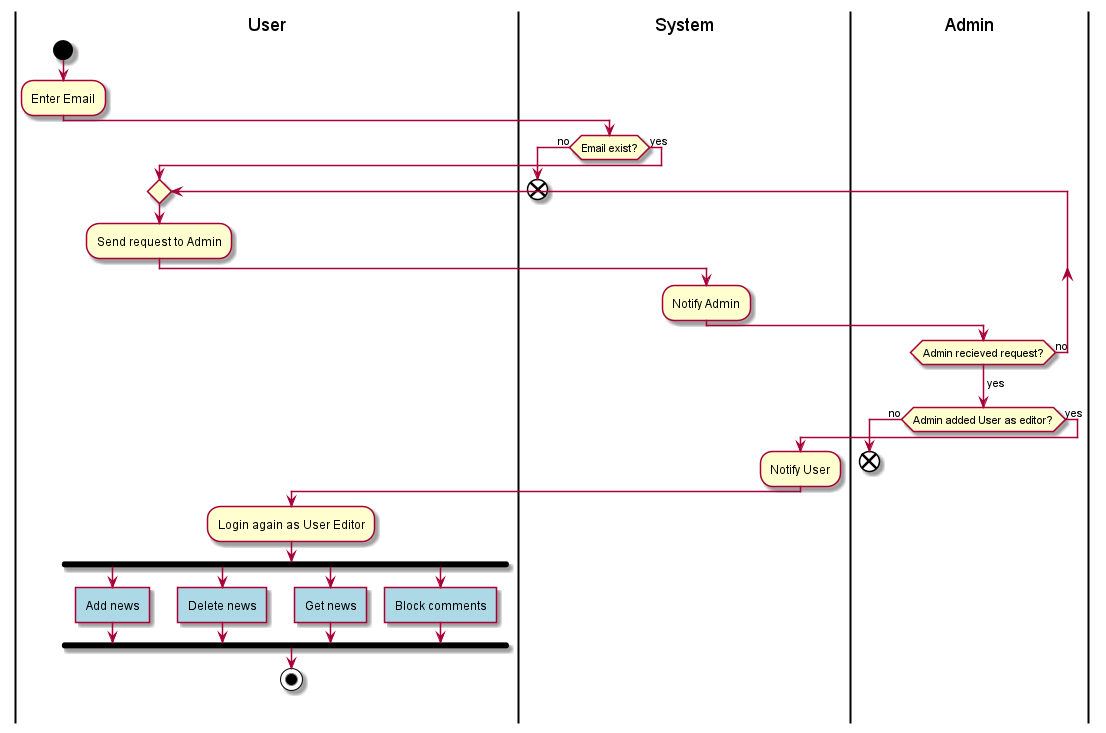 User
System
Admin
Enter Email
no
Email exist?
yes
Send request to Admin
Notify Admin
Admin recieved request?
no
yes
no
Admin added User as editor?
yes
Notify User
Login again as User Editor
Add news
Delete news
Get news
Block comments